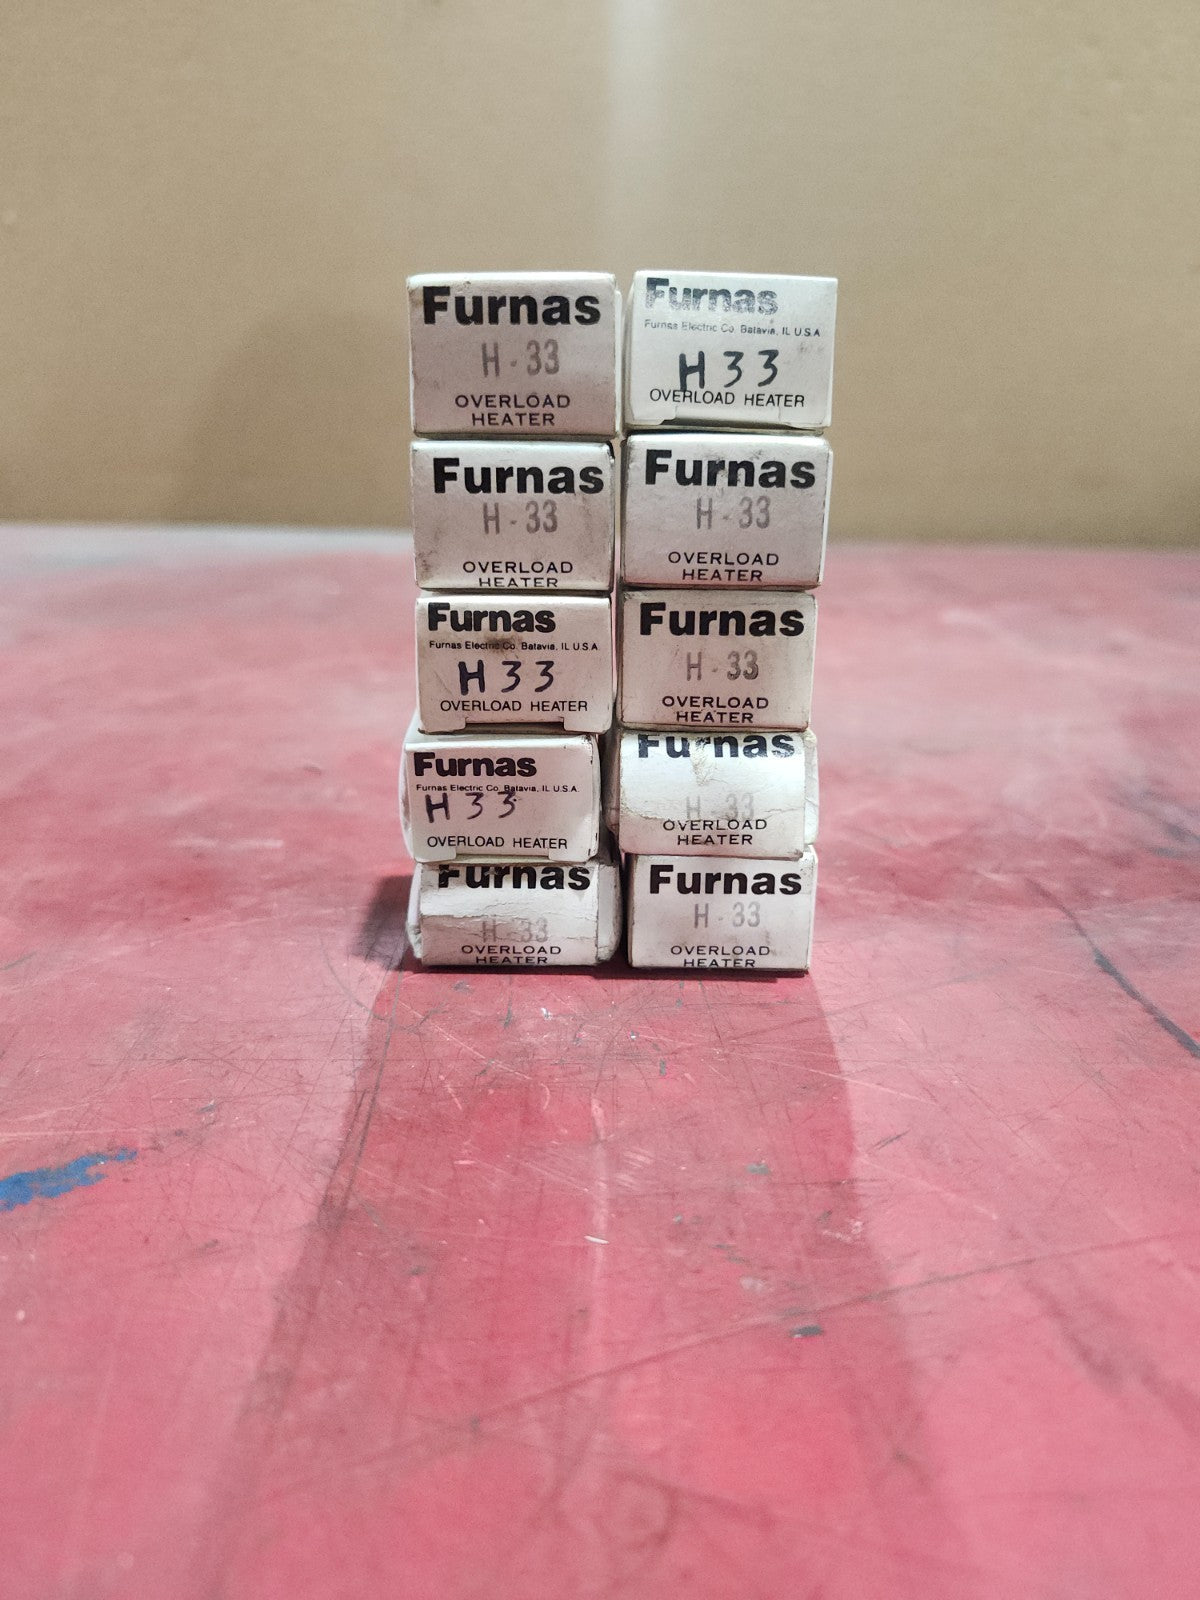 Furnas
H-33
OVERLOAD
HEATER
Furnas
Furnas Electric Co. Batavia, IL U.S.A
H33
OVERLOAD HEATER
Furnas
H-33
OVERLOAD
HEATER
Furnas
H-33
OVERLOAD
HEATER
Furnas
Furnas Electric Co. Batavia, IL U.S.A
H33
OVERLOAD HEATER
Furnas
H-33
OVERLOAD
HEATER
Furnas
Furnas Electric Co. Batavia, IL U.S.A.
H33
OVERLOAD HEATER
Furnas
H-33
OVERLOAD
HEATER
Furnas
H-33
OVERLOAD
HEATER
Furnas
H-33
OVERLOAD
HEATER